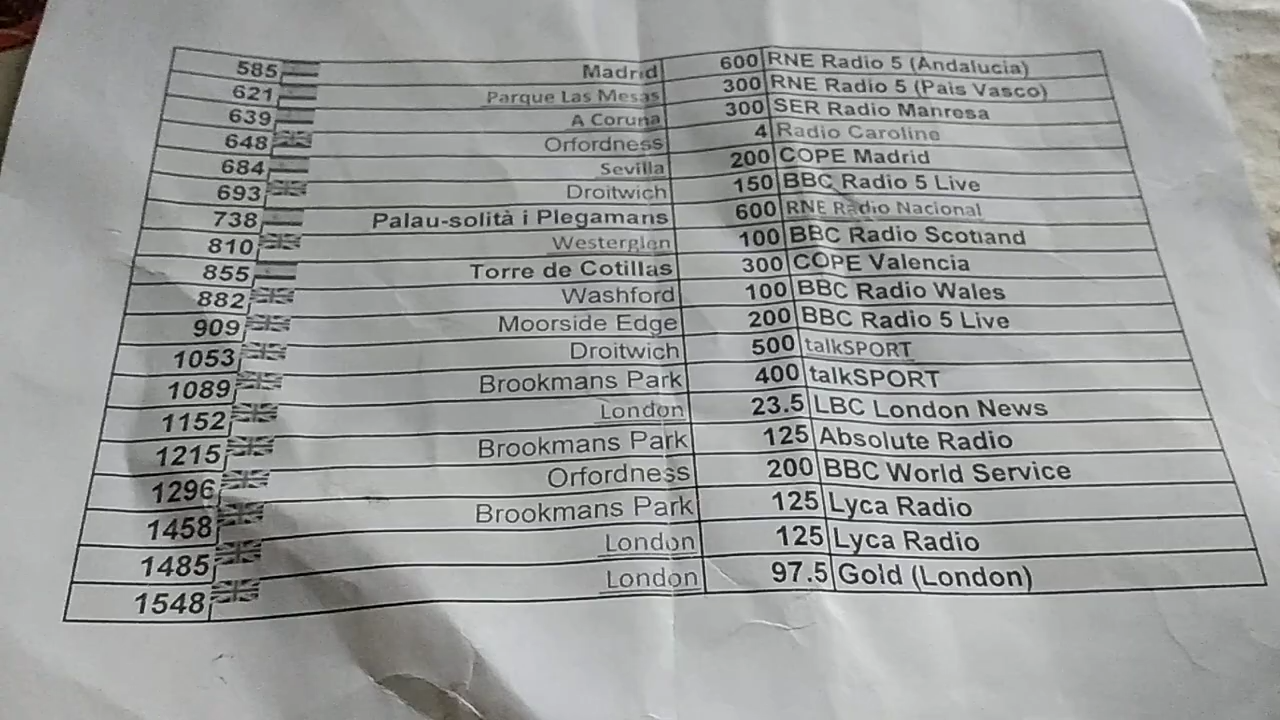 585 Madrid 600 RNE Radio 5 (Andalucia)
621 Parque Las Mesas 300 RNE Radio 5 (Pais Vasco)
639 A Coruna 300 SER Radio Manresa
648 Orfordness 4 Radio Caroline
684 Sevilla 200 COPE Madrid
693 Droitwich 150 BBC Radio 5 Live
738 Palau-solità i Plegamans 600 RNE Radio Nacional
810 Westerglen 100 BBC Radio Scotland
855 Torre de Cotillas 300 COPE Valencia
882 Washford 100 BBC Radio Wales
909 Moorside Edge 200 BBC Radio 5 Live
1053 Droitwich 500 talkSPORT
1089 Brookmans Park 400 talkSPORT
1152 London 23.5 LBC London News
1215 Brookmans Park 125 Absolute Radio
1296 Orfordness 200 BBC World Service
1458 Brookmans Park 125 Lyca Radio
1485 London 125 Lyca Radio
1548 London 97.5 Gold (London)